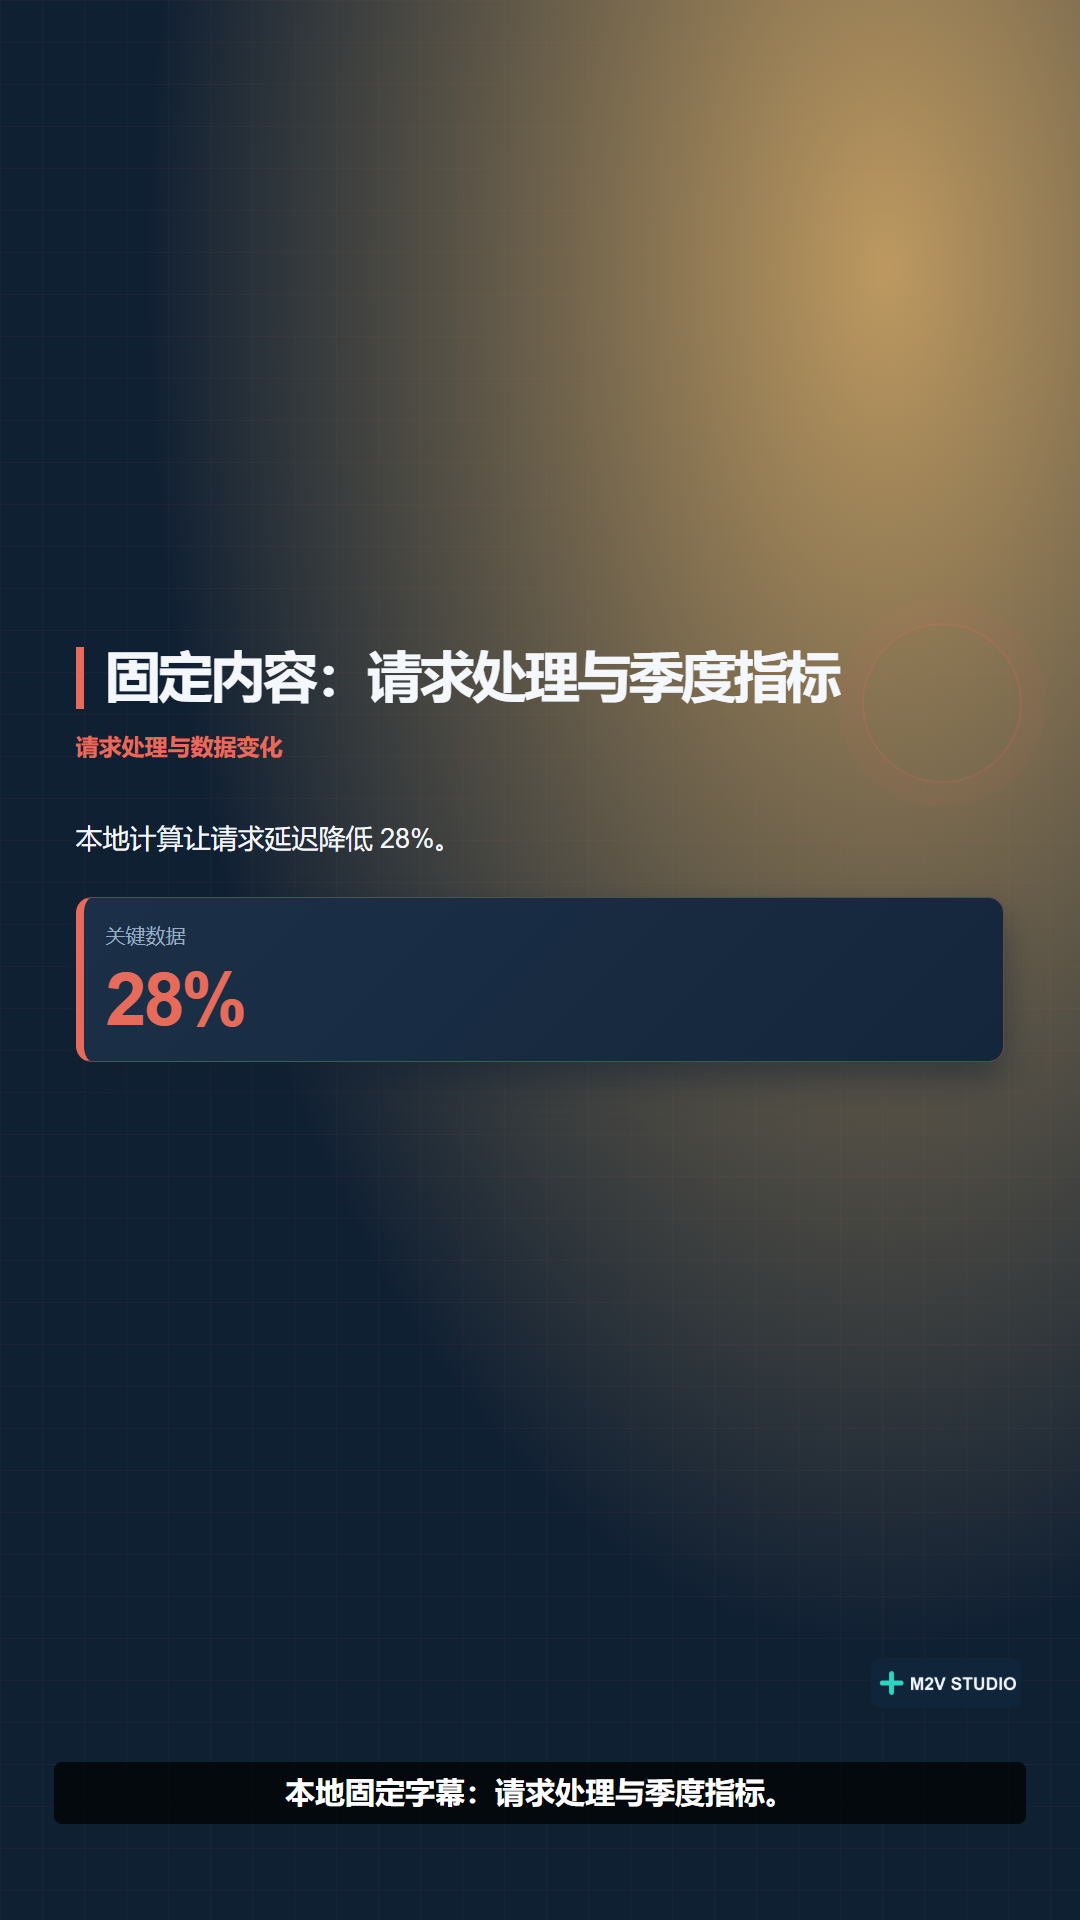 固定内容：请求处理与季度指标
请求处理与数据变化
本地计算让请求延迟降低 28%。
关键数据
28%
M2V STUDIO
本地固定字幕：请求处理与季度指标。